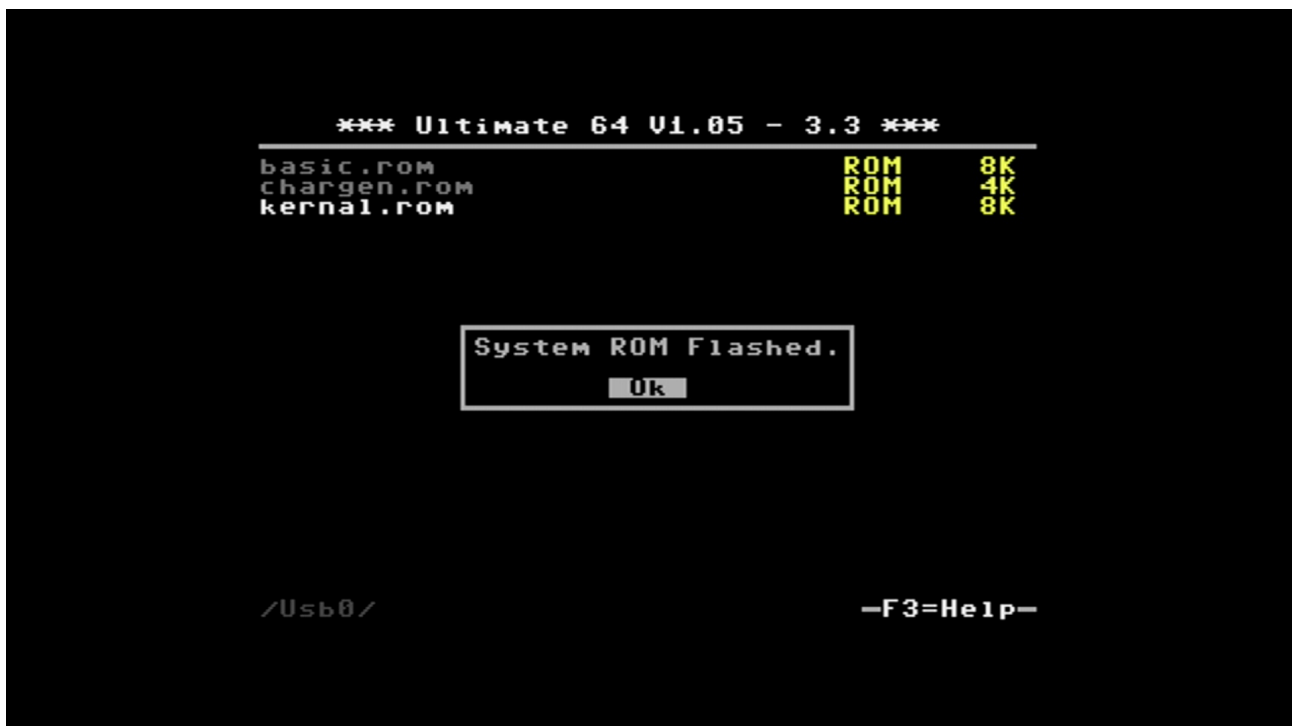 *** Ultimate 64 V1.05 - 3.3 ***
basic.rom ROM 8K
chargen.rom ROM 4K
kernal.rom ROM 8K
System ROM Flashed.
Ok
/Usb0/ -F3=Help-